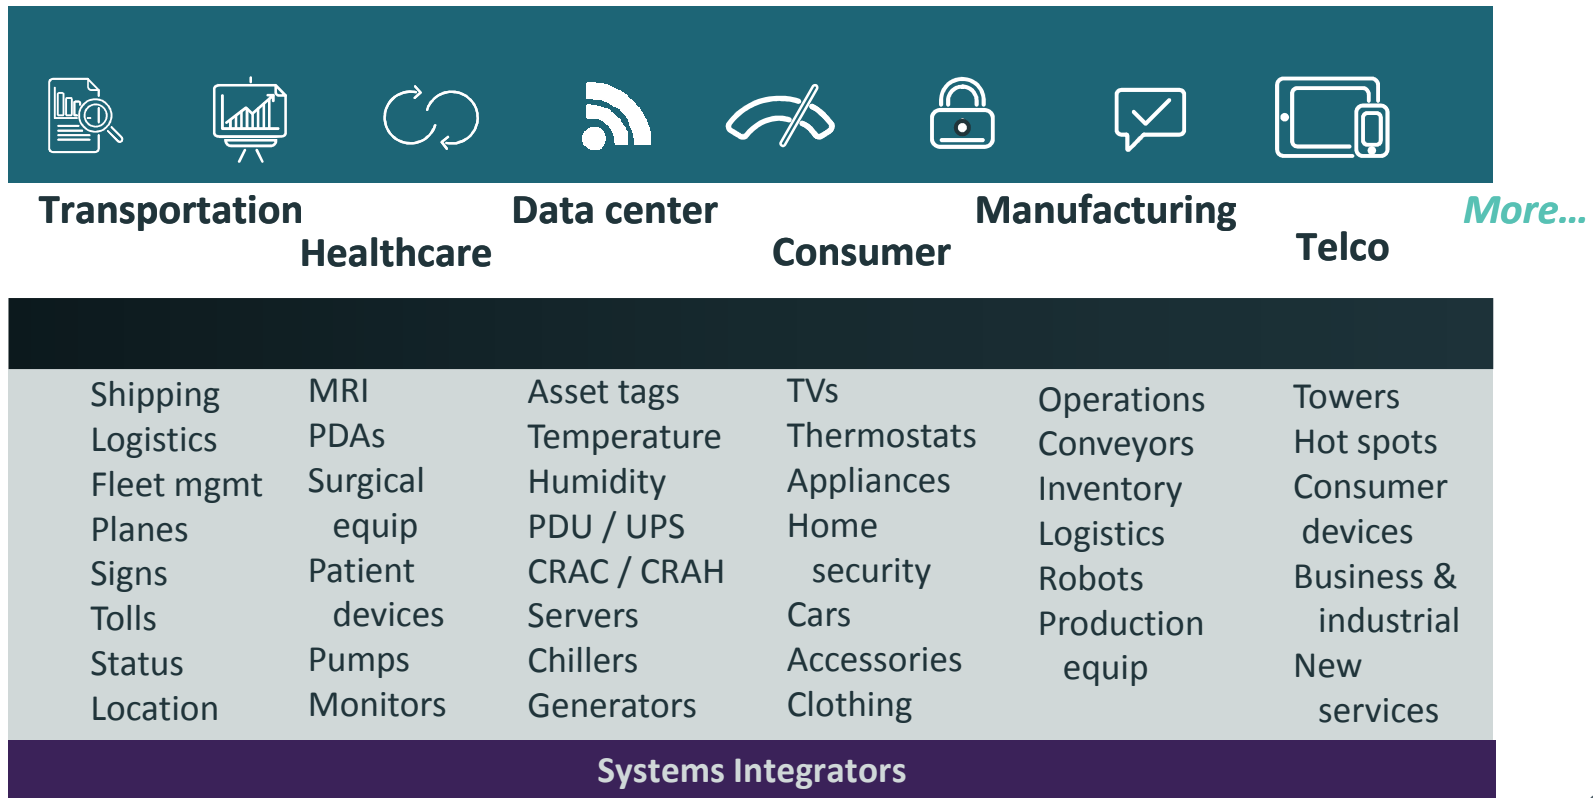 Transportation
Healthcare
Data center
Consumer
Manufacturing
Telco
More...
Shipping
Logistics
Fleet mgmt
Planes
Signs
Tolls
Status
Location
MRI
PDAs
Surgical
equip
Patient
devices
Pumps
Monitors
Asset tags
Temperature
Humidity
PDU / UPS
CRAC / CRAH
Servers
Chillers
Generators
TVs
Thermostats
Appliances
Home
security
Cars
Accessories
Clothing
Operations
Conveyors
Inventory
Logistics
Robots
Production
equip
Towers
Hot spots
Consumer
devices
Business &
industrial
New
services
Systems Integrators